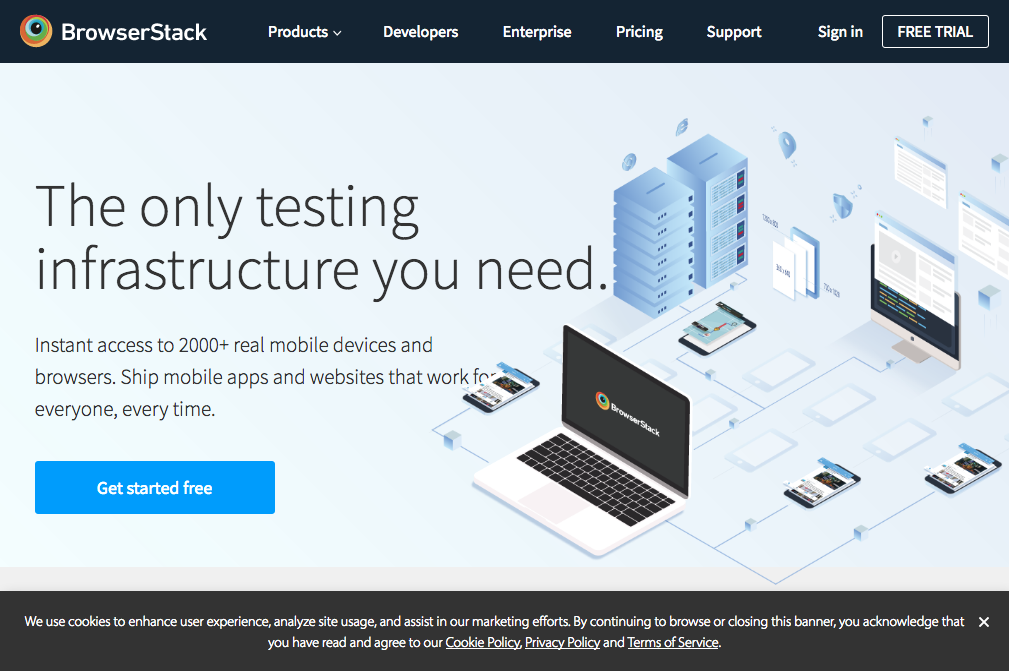 BrowserStack
Products
Developers
Enterprise
Pricing
Support
Sign in
FREE TRIAL
The only testing
infrastructure you need.
Instant access to 2000+ real mobile devices and
browsers. Ship mobile apps and websites that work for
everyone, every time.
Get started free
BrowserStack
We use cookies to enhance user experience, analyze site usage, and assist in our marketing efforts. By continuing to browse or closing this banner, you acknowledge that
you have read and agree to our Cookie Policy, Privacy Policy and Terms of Service.